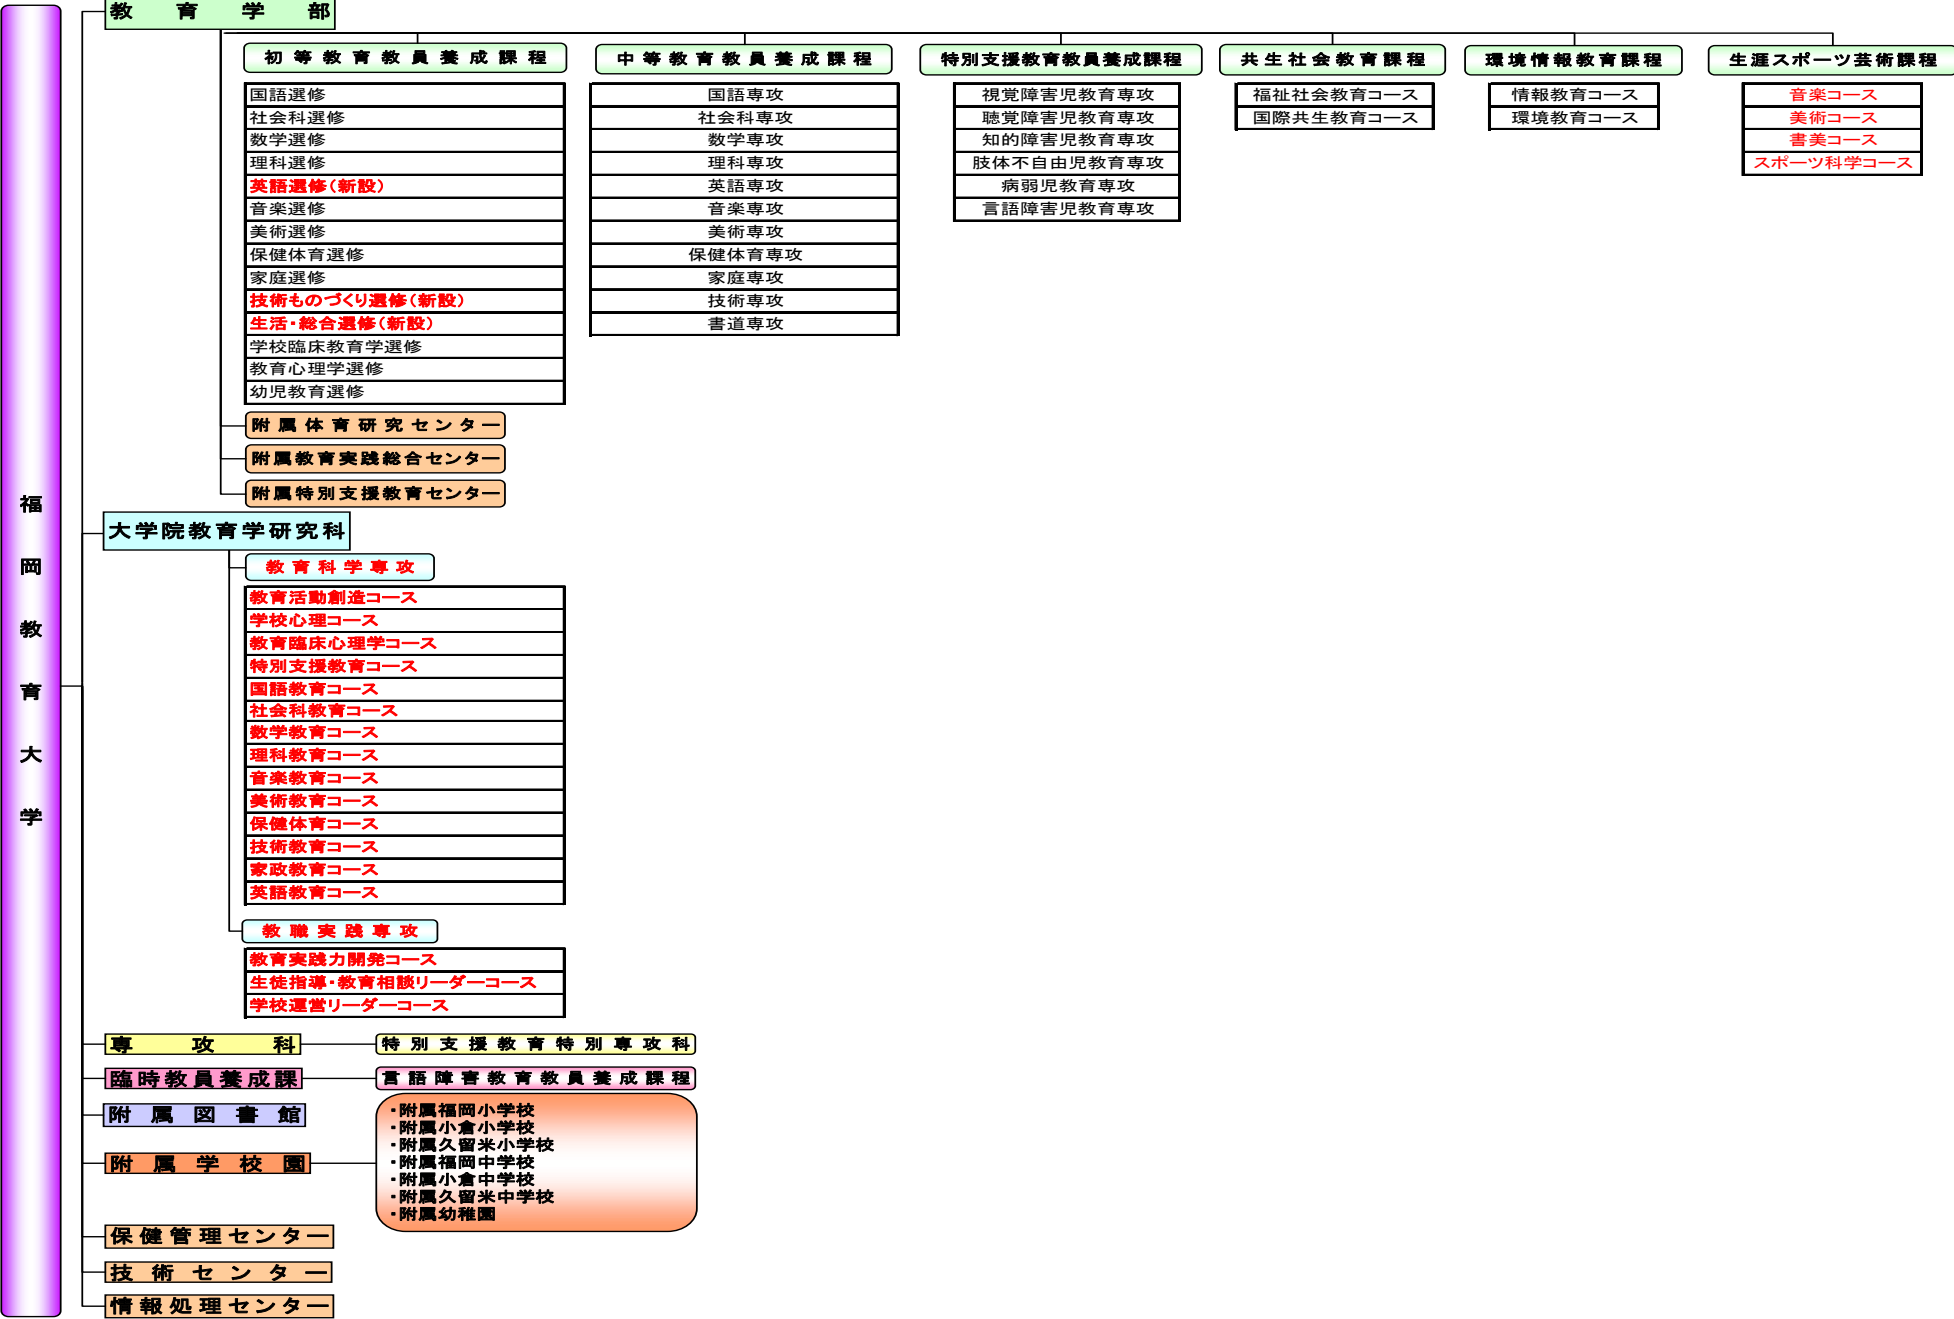 福岡教育大学
教育学部
初等教育教員養成課程
国語選修
社会科選修
数学選修
理科選修
英語選修(新設)
音楽選修
美術選修
保健体育選修
家庭選修
技術ものづくり選修(新設)
生活・総合選修(新設)
学校臨床教育学選修
教育心理学選修
幼児教育選修
中等教育教員養成課程
国語専攻
社会科専攻
数学専攻
理科専攻
英語専攻
音楽専攻
美術専攻
保健体育専攻
家庭専攻
技術専攻
書道専攻
特別支援教育教員養成課程
視覚障害児教育専攻
聴覚障害児教育専攻
知的障害児教育専攻
肢体不自由児教育専攻
病弱児教育専攻
言語障害児教育専攻
共生社会教育課程
福祉社会教育コース
国際共生教育コース
環境情報教育課程
情報教育コース
環境教育コース
生涯スポーツ芸術課程
音楽コース
美術コース
書美コース
スポーツ科学コース
附属体育研究センター
附属教育実践総合センター
附属特別支援教育センター
大学院教育学研究科
教育科学専攻
教育活動創造コース
学校心理コース
教育臨床心理学コース
特別支援教育コース
国語教育コース
社会科教育コース
数学教育コース
理科教育コース
音楽教育コース
美術教育コース
保健体育コース
技術教育コース
家政教育コース
英語教育コース
教職実践専攻
教育実践力開発コース
生徒指導・教育相談リーダーコース
学校運営リーダーコース
専攻科
特別支援教育特別専攻科
臨時教員養成課
言語障害教育教員養成課程
附属図書館
附属学校園
・附属福岡小学校
・附属小倉小学校
・附属久留米小学校
・附属福岡中学校
・附属小倉中学校
・附属久留米中学校
・附属幼稚園
保健管理センター
技術センター
情報処理センター